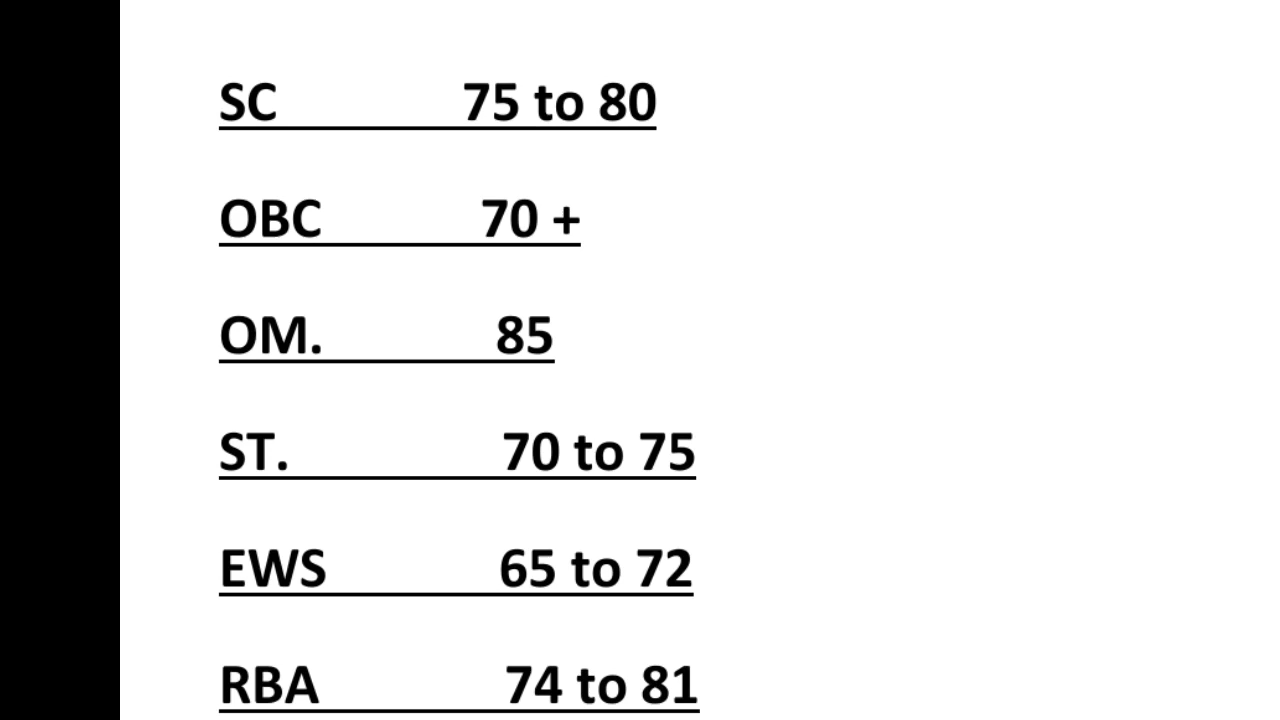 SC 75 to 80
OBC 70 +
OM. 85
ST. 70 to 75
EWS 65 to 72
RBA 74 to 81